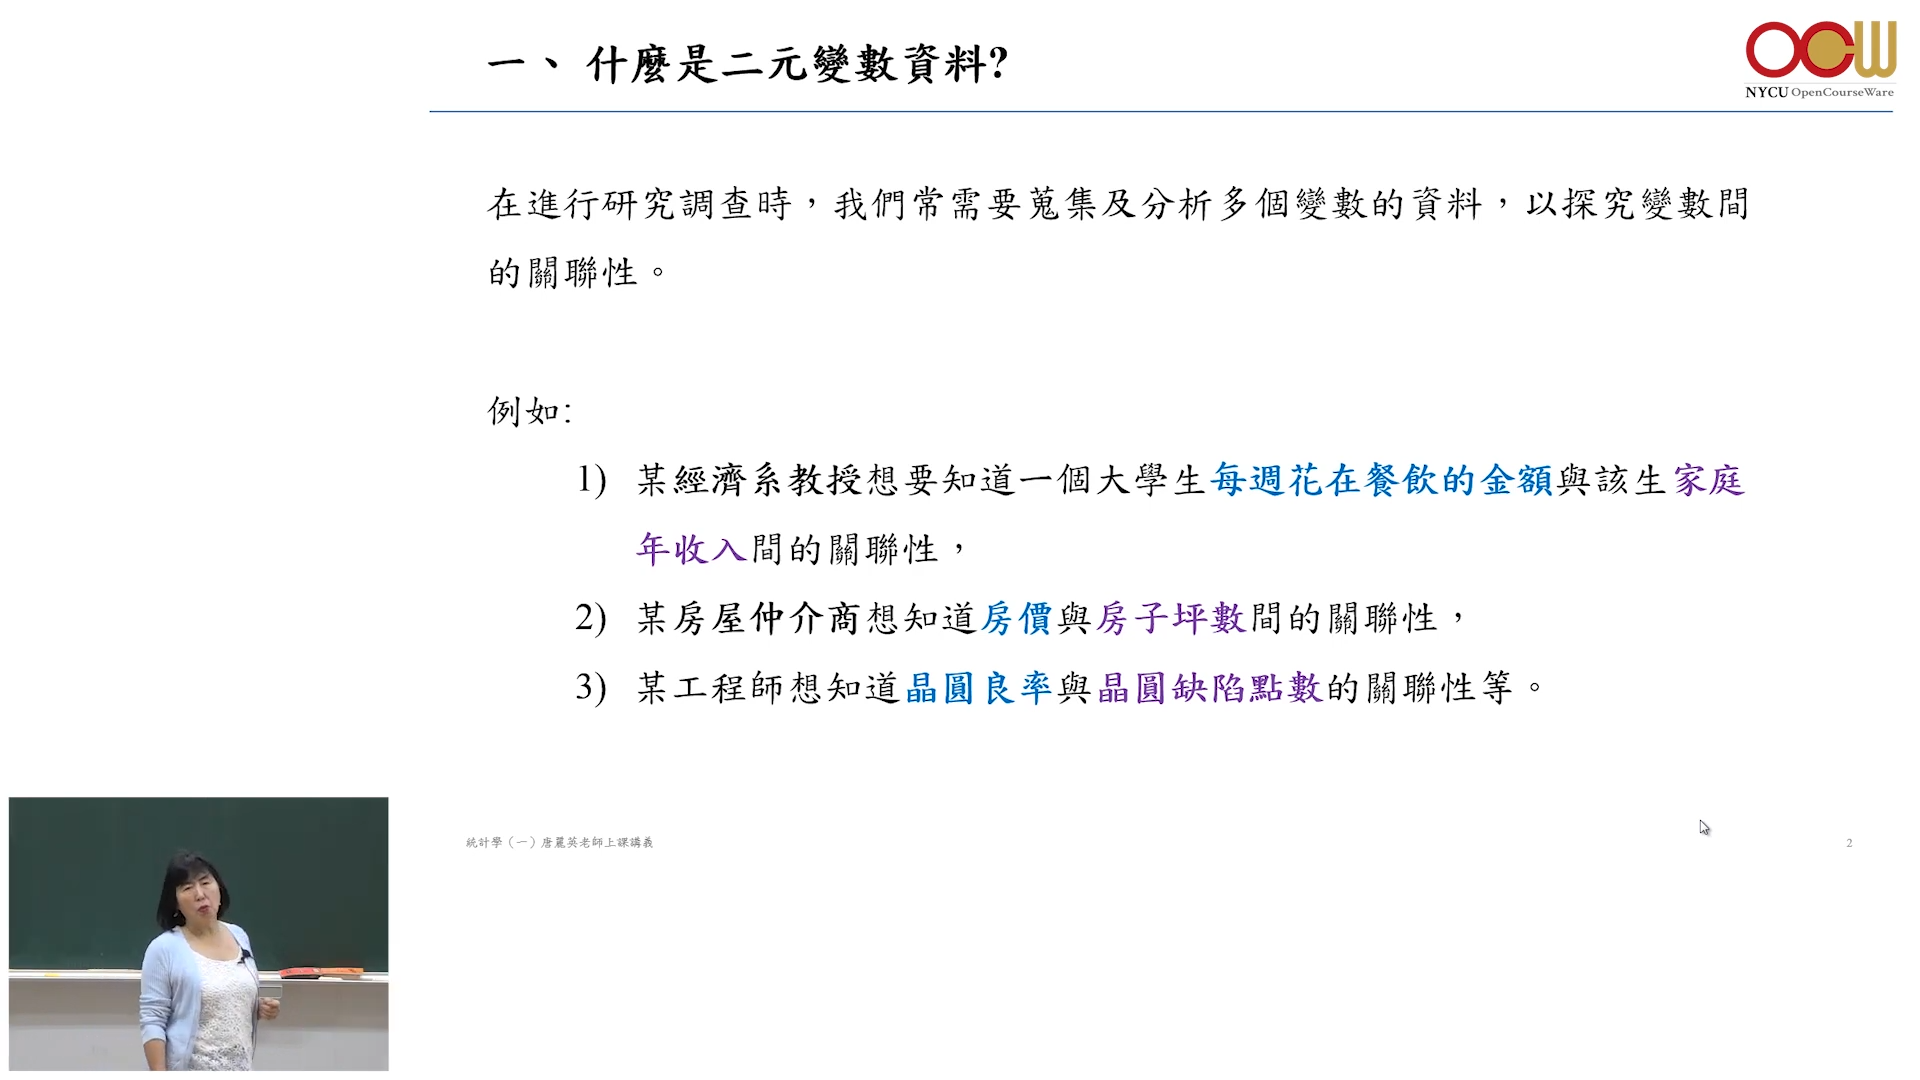 一、 什麼是二元變數資料?
OCW
NYCU OpenCourseWare
在進行研究調查時，我們常需要蒐集及分析多個變數的資料，以探究變數間
的關聯性。
例如:
1) 某經濟系教授想要知道一個大學生每週花在餐飲的金額與該生家庭
年收入間的關聯性，
2) 某房屋仲介商想知道房價與房子坪數間的關聯性，
3) 某工程師想知道晶圓良率與晶圓缺陷點數的關聯性等。
統計學（一）唐麗英老師上課講義
2